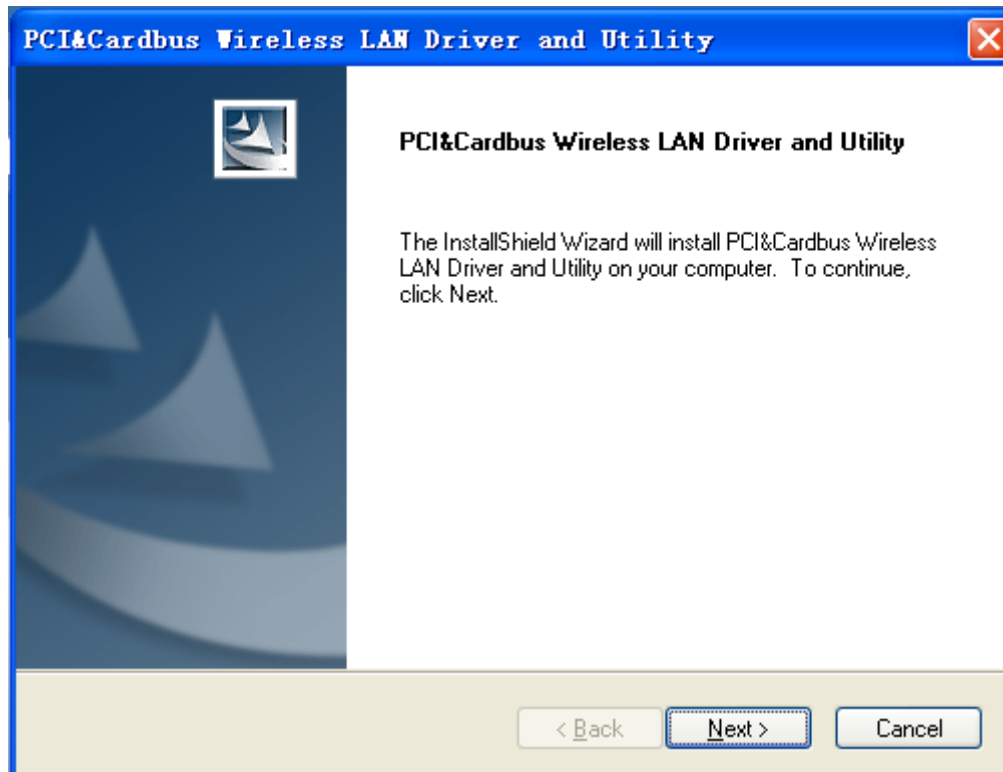 PCI&Cardbus Wireless LAN Driver and Utility
PCI&Cardbus Wireless LAN Driver and Utility
The InstallShield Wizard will install PCI&Cardbus Wireless
LAN Driver and Utility on your computer.  To continue,
click Next.
< Back
Next >
Cancel